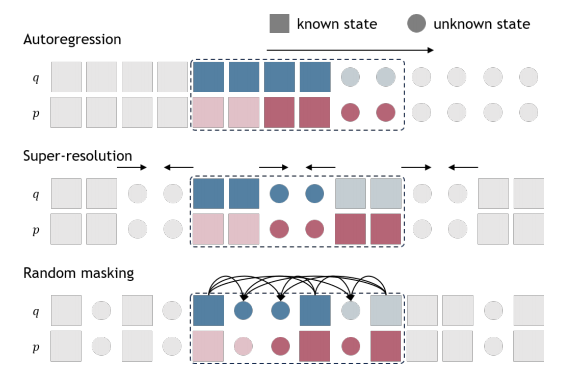 known state
unknown state
Autoregression
q
p
Super-resolution
q
p
Random masking
q
p